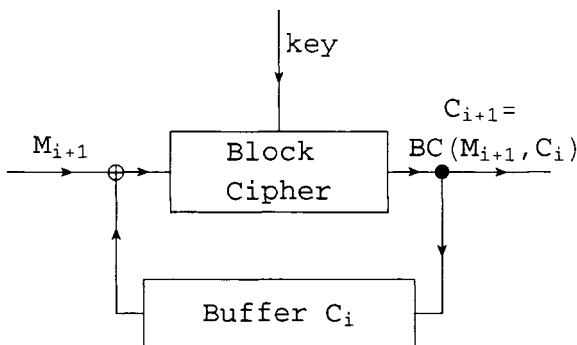 key
C_{i+1}=
M_{i+1}
Block
BC(M_{i+1},C_i)
Cipher
Buffer C_i